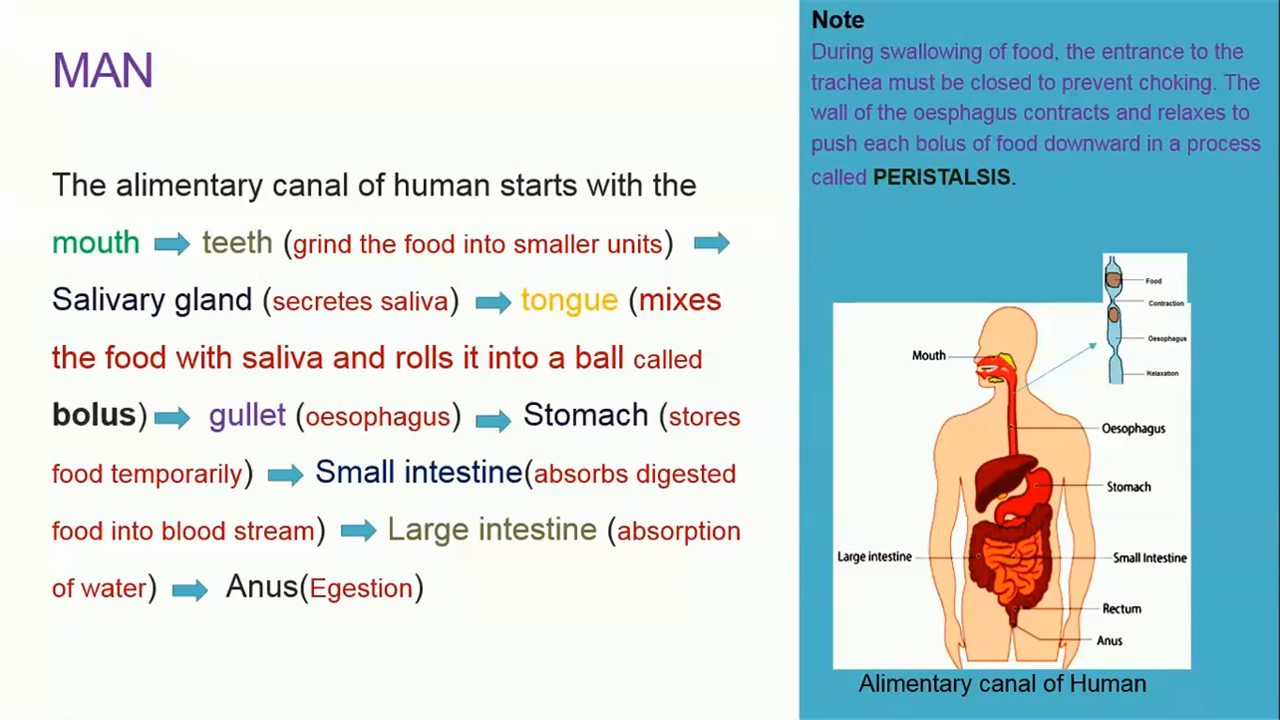 MAN
The alimentary canal of human starts with the
mouth teeth (grind the food into smaller units)
Salivary gland (secretes saliva) tongue (mixes
the food with saliva and rolls it into a ball called
bolus) gullet (oesophagus) Stomach (stores
food temporarily) Small intestine(absorbs digested
food into blood stream) Large intestine (absorption
of water) Anus(Egestion)
Note
During swallowing of food, the entrance to the
trachea must be closed to prevent choking. The
wall of the oesphagus contracts and relaxes to
push each bolus of food downward in a process
called PERISTALSIS.
Food
Contraction
Oesophagus
Relaxation
Mouth
Oesophagus
Stomach
Large intestine
Small Intestine
Rectum
Anus
Alimentary canal of Human